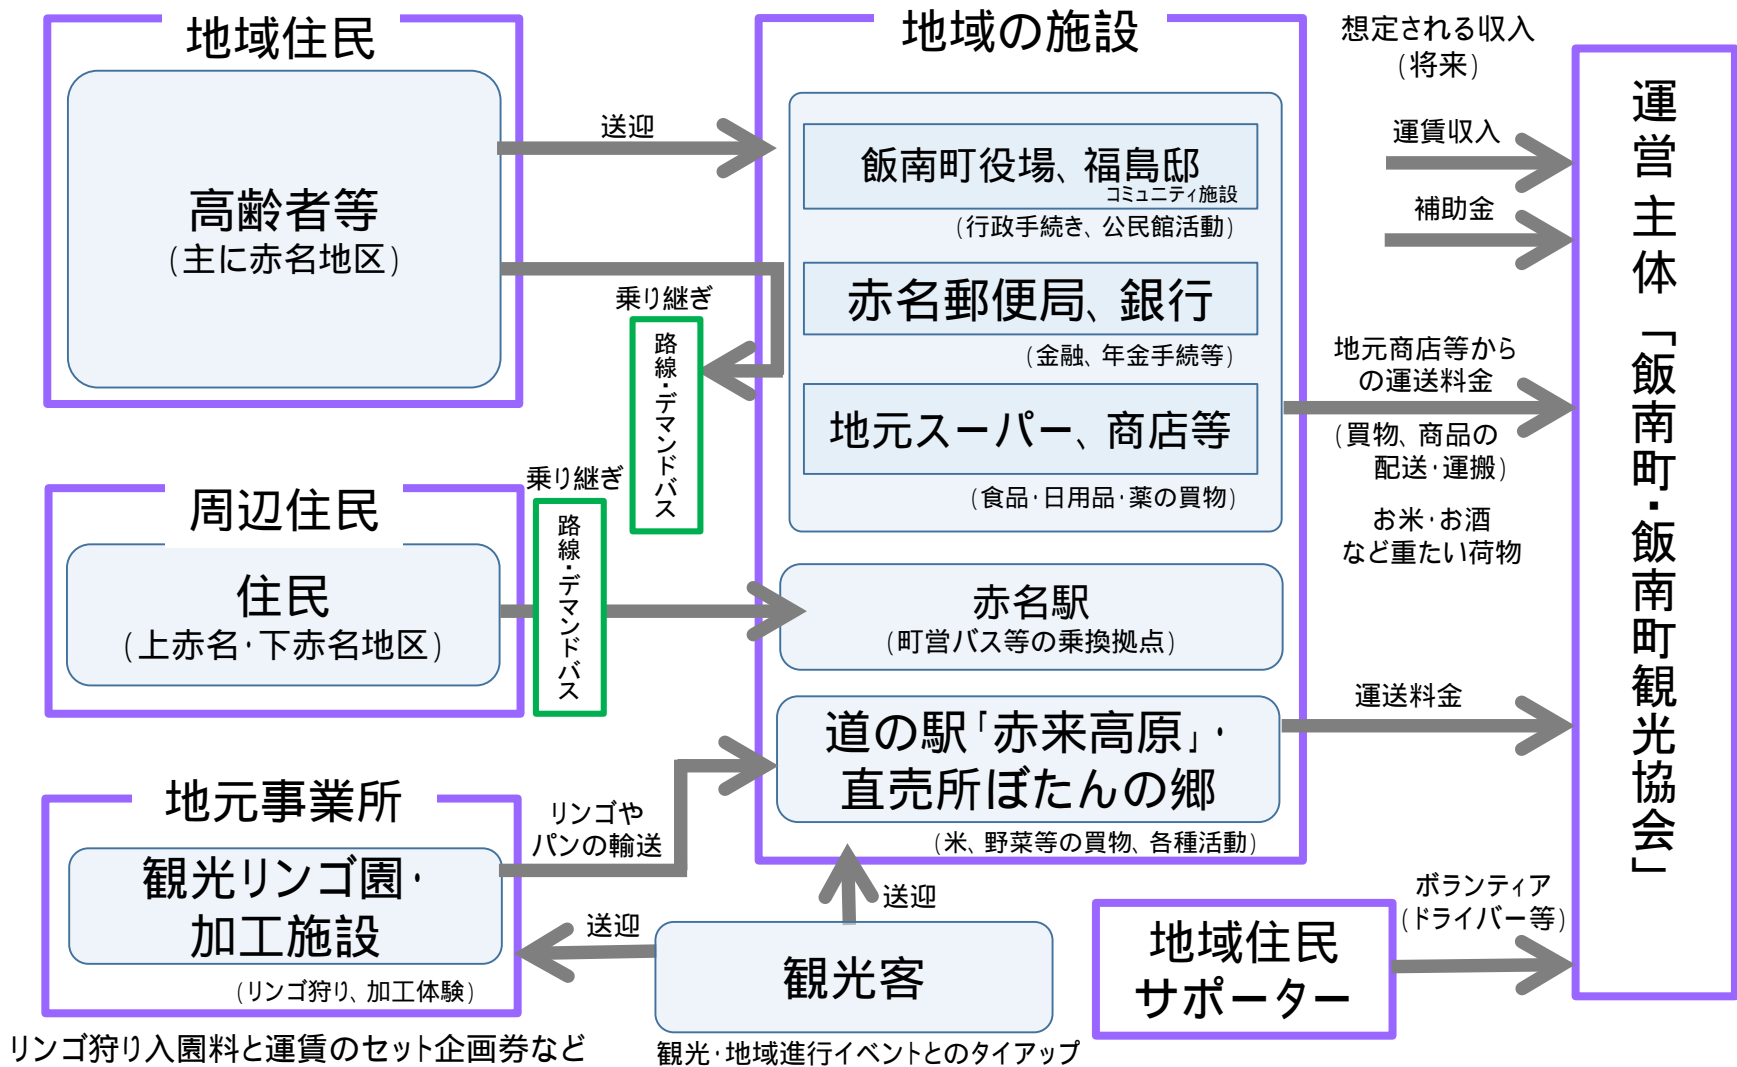 地域住民
高齢者等
(主に赤名地区)
送迎
乗り継ぎ
路線・デマンドバス
周辺住民
住民
(上赤名・下赤名地区)
乗り継ぎ
路線・デマンドバス
地元事業所
観光リンゴ園・
加工施設
(リンゴ狩り、加工体験)
リンゴ狩り入園料と運賃のセット企画券など
リンゴや
パンの輸送
送迎
地域の施設
飯南町役場、福島邸
コミュニティ施設
(行政手続き、公民館活動)
赤名郵便局、銀行
(金融、年金手続等)
地元スーパー、商店等
(食品・日用品・薬の買物)
赤名駅
(町営バス等の乗換拠点)
道の駅「赤来高原」・
直売所ぼたんの郷
(米、野菜等の買物、各種活動)
送迎
観光客
観光・地域進行イベントとのタイアップ
想定される収入
(将来)
運賃収入
補助金
地元商店等から
の運送料金
(買物、商品の
配送・運搬)
お米・お酒
など重たい荷物
運送料金
ボランティア
(ドライバー等)
地域住民
サポーター
運営主体「飯南町・飯南町観光協会」